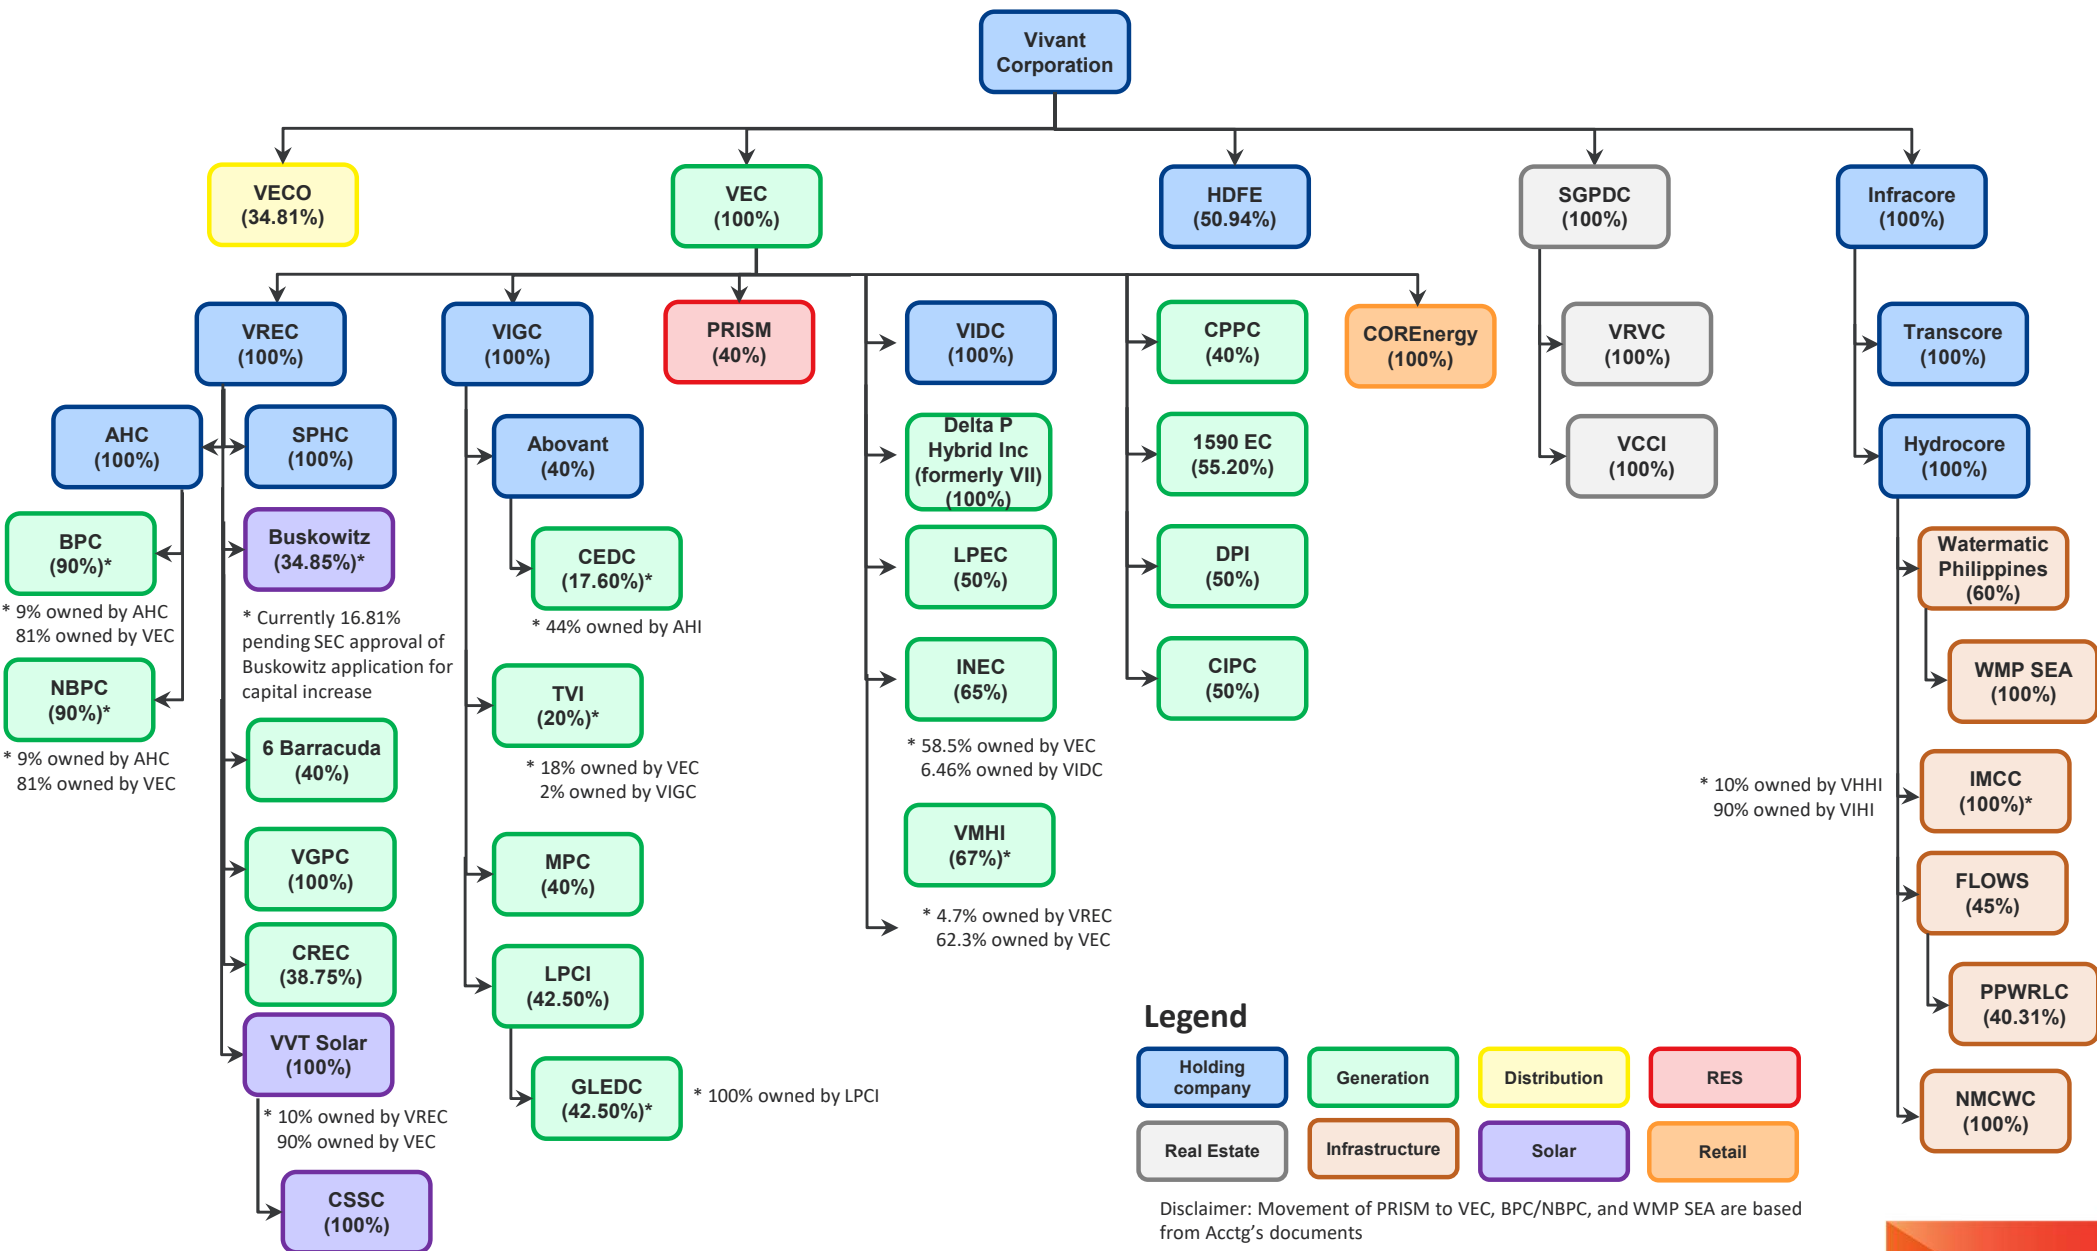 Vivant
Corporation
VECO
(34.81%)
VEC
(100%)
HDFE
(50.94%)
SGPDC
(100%)
Infracore
(100%)
VREC
(100%)
VIGC
(100%)
PRISM
(40%)
VIDC
(100%)
CPPC
(40%)
COREnergy
(100%)
VRVC
(100%)
Transcore
(100%)
AHC
(100%)
SPHC
(100%)
Abovant
(40%)
Delta P
Hybrid Inc
(formerly VII)
(100%)
1590 EC
(55.20%)
VCCI
(100%)
Hydrocore
(100%)
BPC
(90%)*
* 9% owned by AHC
81% owned by VEC
Buskowitz
(34.85%)*
* Currently 16.81%
pending SEC approval of
Buskowitz application for
capital increase
CEDC
(17.60%)*
* 44% owned by AHI
LPEC
(50%)
DPI
(50%)
Watermatic
Philippines
(60%)
NBPC
(90%)*
* 9% owned by AHC
81% owned by VEC
TVI
(20%)*
* 18% owned by VEC
2% owned by VIGC
INEC
(65%)
* 58.5% owned by VEC
6.46% owned by VIDC
CIPC
(50%)
WMP SEA
(100%)
6 Barracuda
(40%)
* 10% owned by VHHI
90% owned by VIHI
IMCC
(100%)*
VGPC
(100%)
MPC
(40%)
VMHI
(67%)*
* 4.7% owned by VREC
62.3% owned by VEC
FLOWS
(45%)
CREC
(38.75%)
LPCI
(42.50%)
PPWRLC
(40.31%)
VVT Solar
(100%)
* 10% owned by VREC
90% owned by VEC
GLEDC
(42.50%)*
* 100% owned by LPCI
NMCWC
(100%)
CSSC
(100%)
Legend
Holding
company
Generation
Distribution
RES
Real Estate
Infrastructure
Solar
Retail
Disclaimer: Movement of PRISM to VEC, BPC/NBPC, and WMP SEA are based
from Acctg's documents